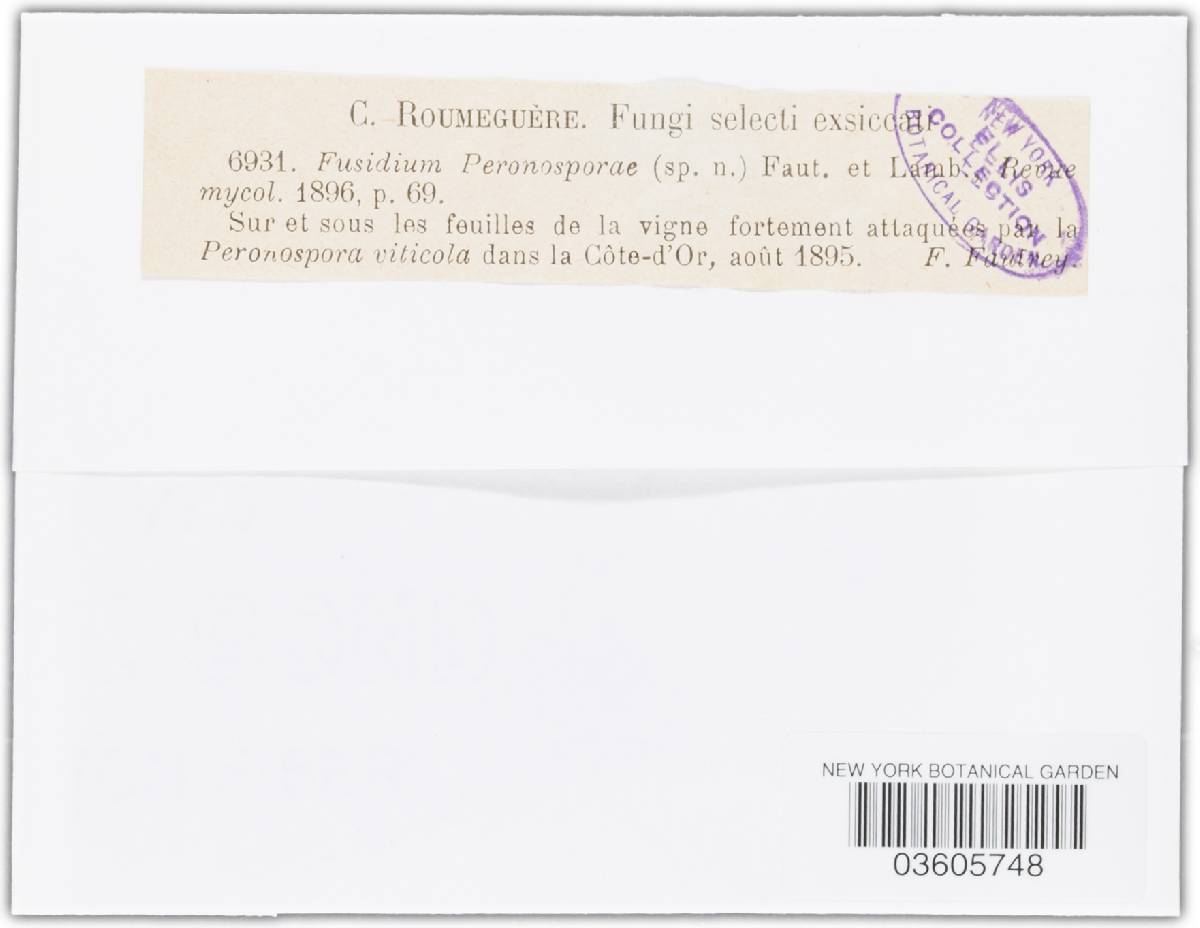 C. ROUMEGUÈRE. Fungi selecti exsiccati
6931. Fusidium Peronosporae (sp. n.) Faut. et Lamb., Revue
mycol. 1896, p. 69.
Sur et sous les feuilles de la vigne fortement attaquées par la
Peronospora viticola dans la Côte-d'Or, août 1895. F. Fautrey.
NEW YORK
ELLIS
COLLECTION
BOTANICAL GARDEN
NEW YORK BOTANICAL GARDEN
03605748